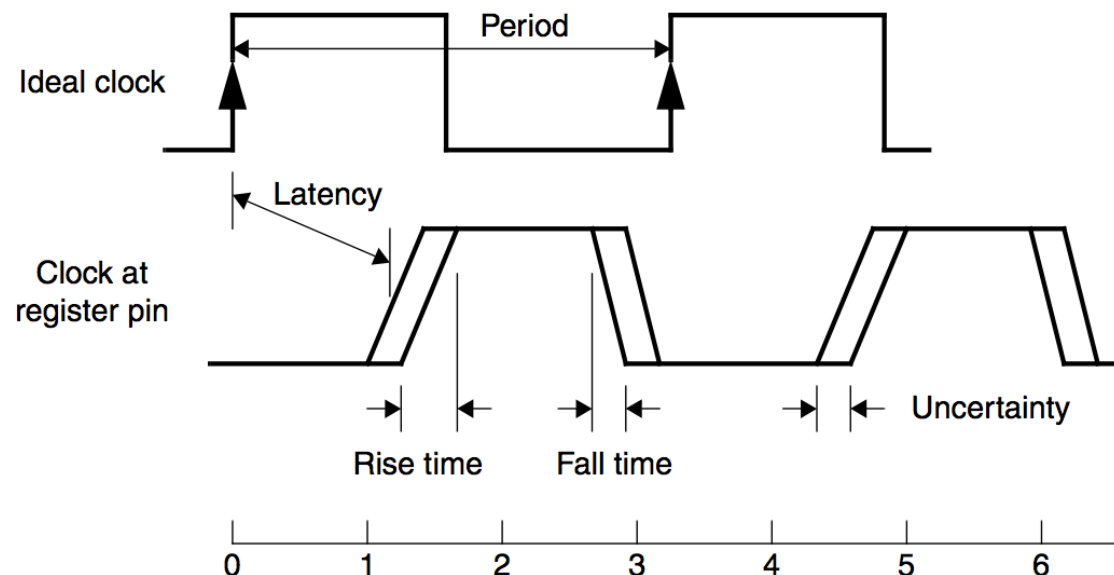 Period
Ideal clock
Latency
Clock at
register pin
Uncertainty
Rise time
Fall time
0 1 2 3 4 5 6